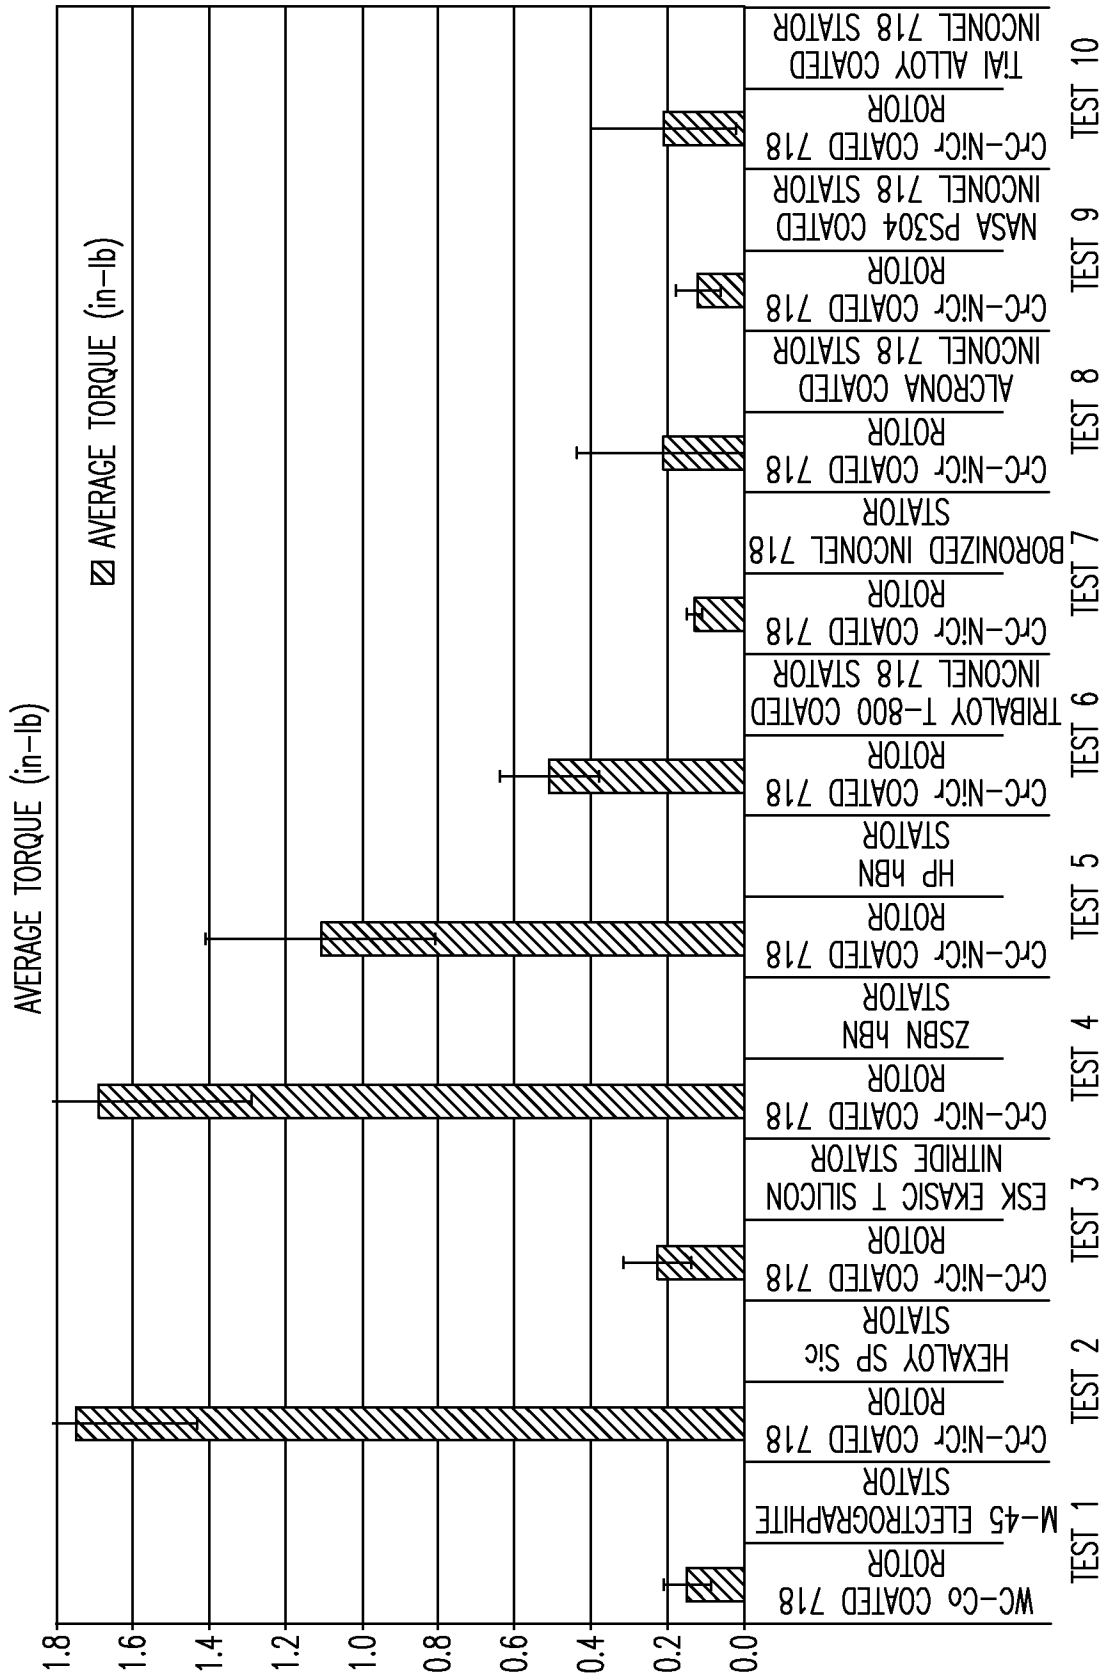 AVERAGE TORQUE (in-lb)
AVERAGE TORQUE (in-lb)
1.8
1.6
1.4
1.2
1.0
0.8
0.6
0.4
0.2
0.0
WC-Co COATED 718
ROTOR
M-45 ELECTROGRAPHITE
STATOR
TEST 1
CrC-NiCr COATED 718
ROTOR
HEXALOY SP Sic
STATOR
TEST 2
CrC-NiCr COATED 718
ROTOR
ESK EKASIC T SILICON
NITRIDE STATOR
TEST 3
CrC-NiCr COATED 718
ROTOR
ZSBN hBN
STATOR
TEST 4
CrC-NiCr COATED 718
ROTOR
HP hBN
STATOR
TEST 5
CrC-NiCr COATED 718
ROTOR
TRIBALOY T-800 COATED
INCONEL 718 STATOR
TEST 6
CrC-NiCr COATED 718
ROTOR
BORONIZED INCONEL 718
STATOR
TEST 7
CrC-NiCr COATED 718
ROTOR
ALCRONA COATED
INCONEL 718 STATOR
TEST 8
CrC-NiCr COATED 718
ROTOR
NASA PS304 COATED
INCONEL 718 STATOR
TEST 9
CrC-NiCr COATED 718
ROTOR
TiAl ALLOY COATED
INCONEL 718 STATOR
TEST 10